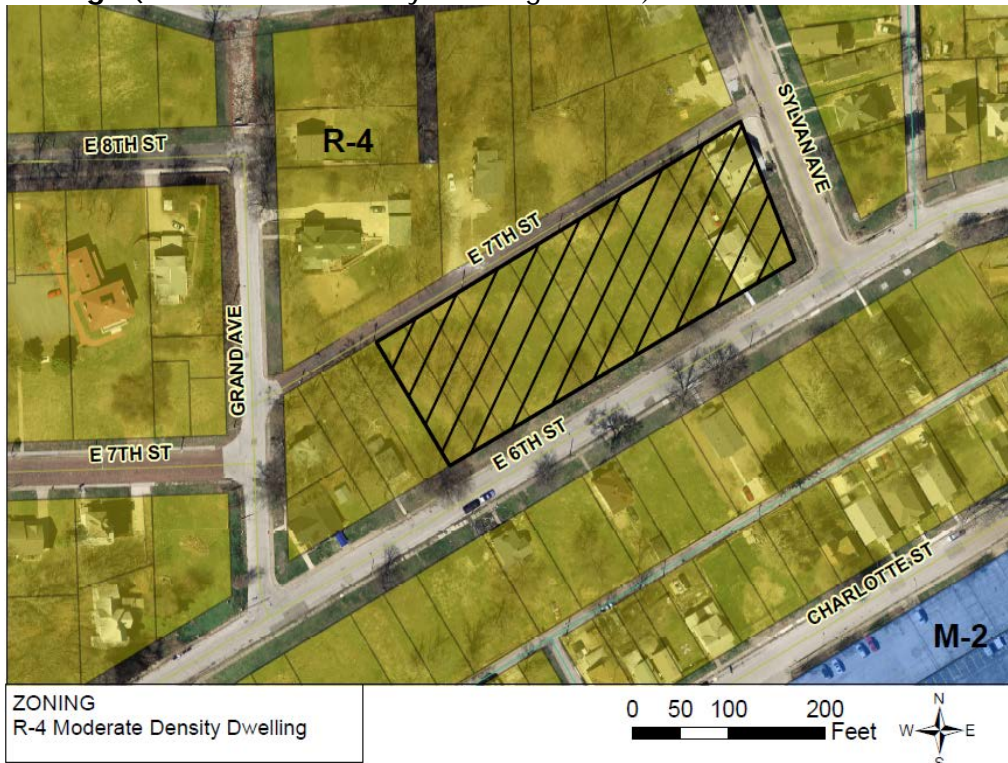 E 8TH ST
R-4
SYLVAN AVE
E 7TH ST
GRAND AVE
E 7TH ST
E 6TH ST
CHARLOTTE ST
M-2
ZONING
R-4 Moderate Density Dwelling
0 50 100 200
Feet
N
W E
S